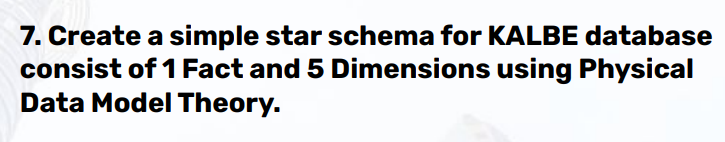 7. Create a simple star schema for KALBE database
consist of 1 Fact and 5 Dimensions using Physical
Data Model Theory.